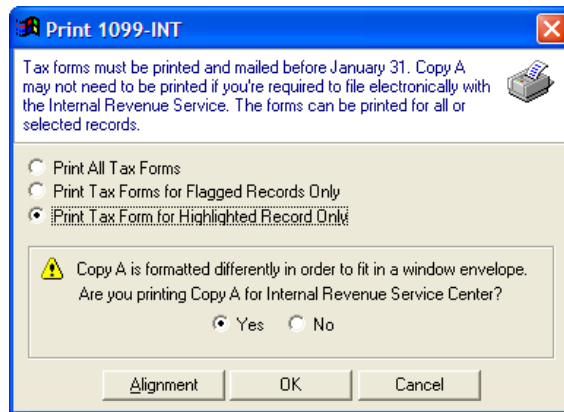 Print 1099-INT
Tax forms must be printed and mailed before January 31. Copy A
may not need to be printed if you're required to file electronically with
the Internal Revenue Service. The forms can be printed for all or
selected records.
Print All Tax Forms
Print Tax Forms for Flagged Records Only
Print Tax Form for Highlighted Record Only
Copy A is formatted differently in order to fit in a window envelope.
Are you printing Copy A for Internal Revenue Service Center?
Yes No
Alignment OK Cancel